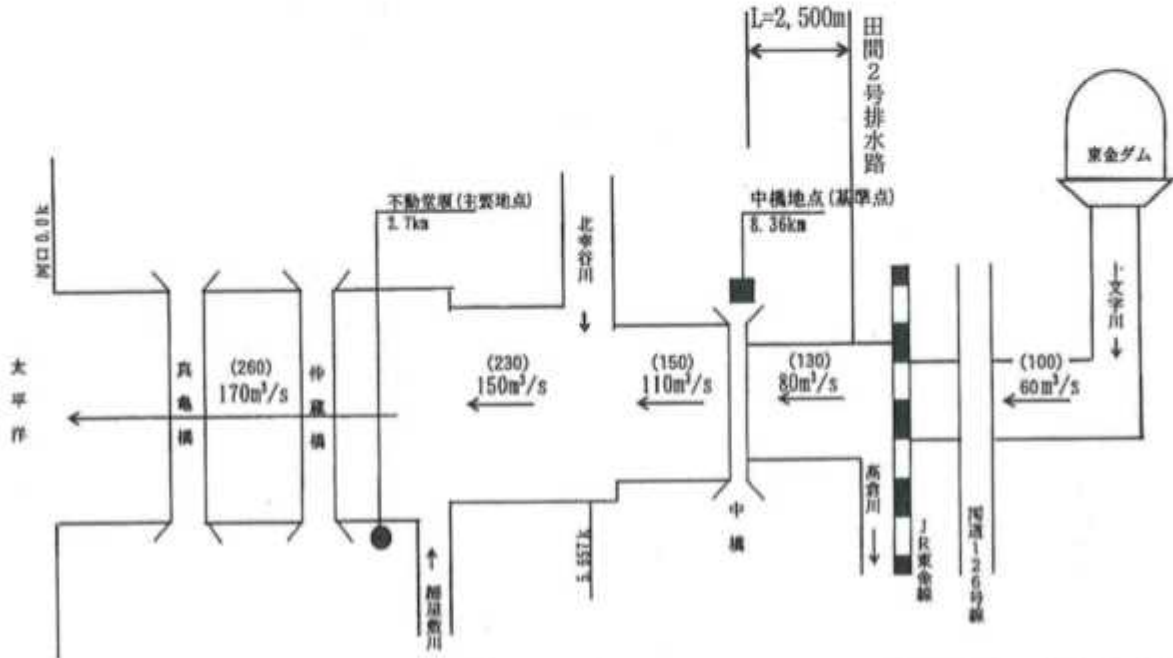 L=2,500m
田間2号排水路
東金ダム
不動堂堰(主要地点)
2.7km
中橋地点(基準点)
8.36km
河口0.0k
北幸谷川
十文字川
太平洋
真亀橋
(260)
170m³/s
(230)
150m³/s
(150)
110m³/s
(130)
80m³/s
(100)
60m³/s
中橋
高倉川
JR東金線
国道126号線
5.557k